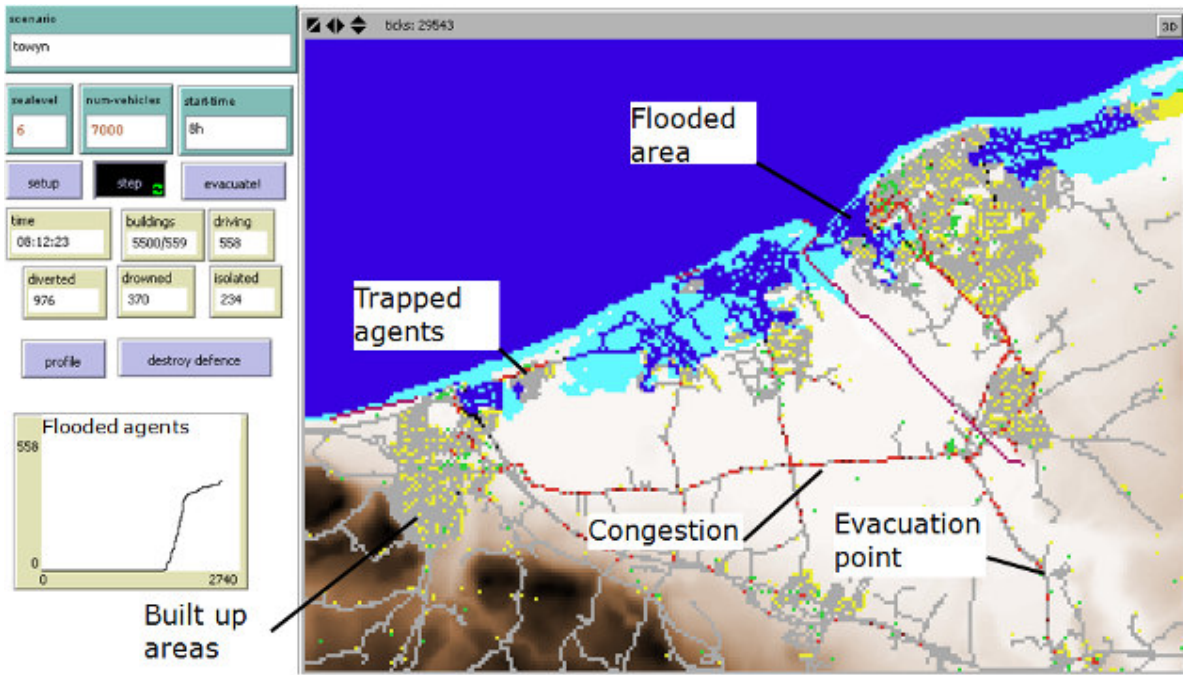 scenario
towyn
sealevel
6
num-vehicles
7000
start-time
8h
setup
step
evacuate!
time
08:12:23
buildings
5500/559
driving
558
diverted
976
drowned
370
isolated
234
profile
destroy defence
Flooded agents
558
0
0
2740
Built up
areas
ticks: 29543
3D
Flooded
area
Trapped
agents
Congestion
Evacuation
point